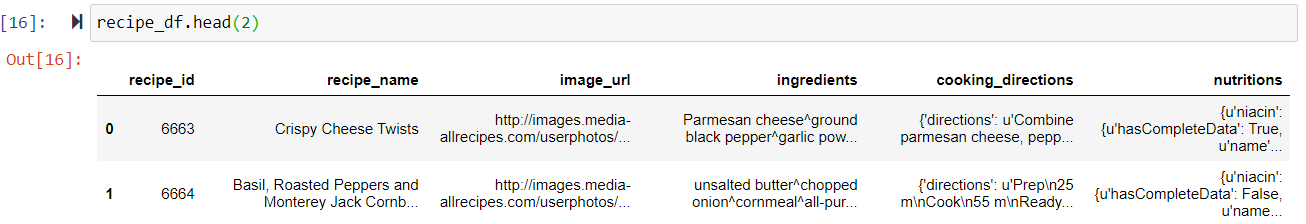 [16]: recipe_df.head(2)
Out[16]:
recipe_id recipe_name image_url ingredients cooking_directions nutritions
0 6663 Crispy Cheese Twists http://images.media-allrecipes.com/userphotos/... Parmesan cheese^ground black pepper^garlic pow... {'directions': u'Combine parmesan cheese, pepp... {u'niacin': {u'hasCompleteData': True, u'name'...
1 6664 Basil, Roasted Peppers and Monterey Jack Cornb... http://images.media-allrecipes.com/userphotos/... unsalted butter^chopped onion^cornmeal^all-pur... {'directions': u'Prep\n25 m\nCook\n55 m\nReady... {u'niacin': {u'hasCompleteData': False, u'name...